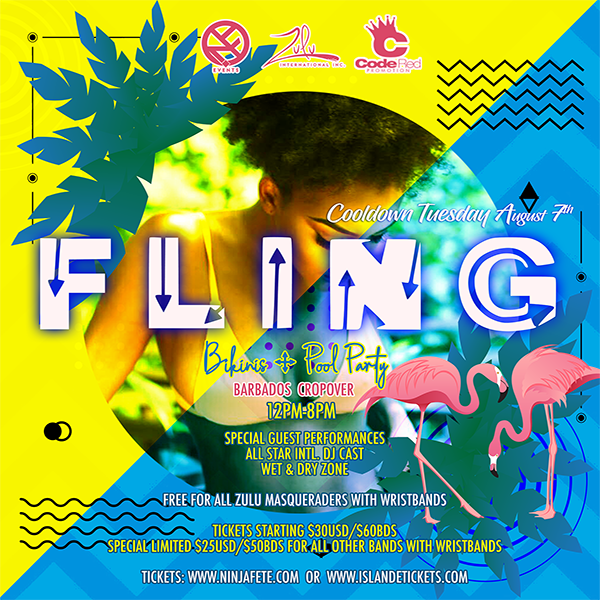 EVENTS
Zulu
INTERNATIONAL INC.
C
CodeRed
PROMOTION
Cooldown Tuesday August 7th
FLING
Bikinis + Pool Party
BARBADOS CROPOVER
12PM-8PM
SPECIAL GUEST PERFORMANCES
ALL STAR INTL. DJ CAST
WET & DRY ZONE
FREE FOR ALL ZULU MASQUERADERS WITH WRISTBANDS
TICKETS STARTING $30USD/$60BDS
SPECIAL LIMITED $25USD/$50BDS FOR ALL OTHER BANDS WITH WRISTBANDS
TICKETS: WWW.NINJAFETE.COM OR WWW.ISLANDETICKETS.COM